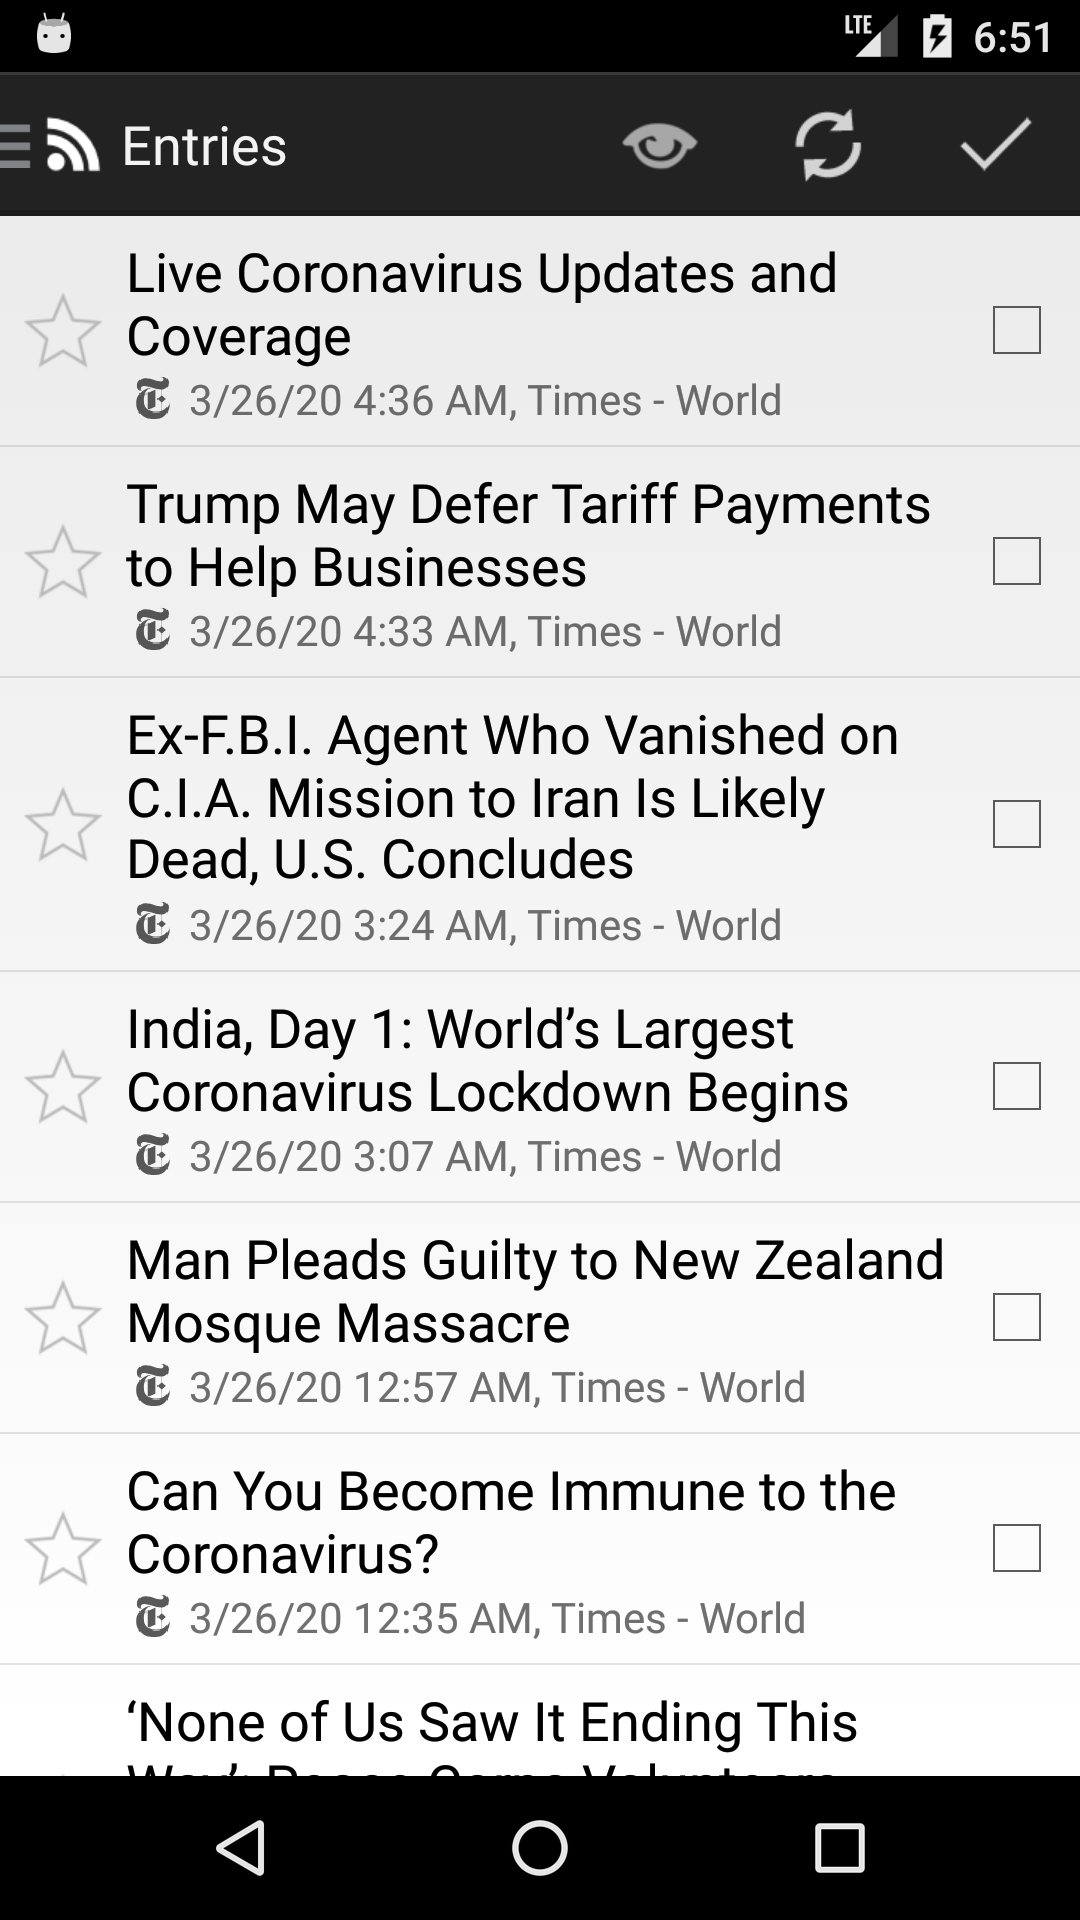 LTE 6:51
Entries
Live Coronavirus Updates and
Coverage
3/26/20 4:36 AM, Times - World
Trump May Defer Tariff Payments
to Help Businesses
3/26/20 4:33 AM, Times - World
Ex-F.B.I. Agent Who Vanished on
C.I.A. Mission to Iran Is Likely
Dead, U.S. Concludes
3/26/20 3:24 AM, Times - World
India, Day 1: World’s Largest
Coronavirus Lockdown Begins
3/26/20 3:07 AM, Times - World
Man Pleads Guilty to New Zealand
Mosque Massacre
3/26/20 12:57 AM, Times - World
Can You Become Immune to the
Coronavirus?
3/26/20 12:35 AM, Times - World
‘None of Us Saw It Ending This
Way’: Peace Corps Volunteers